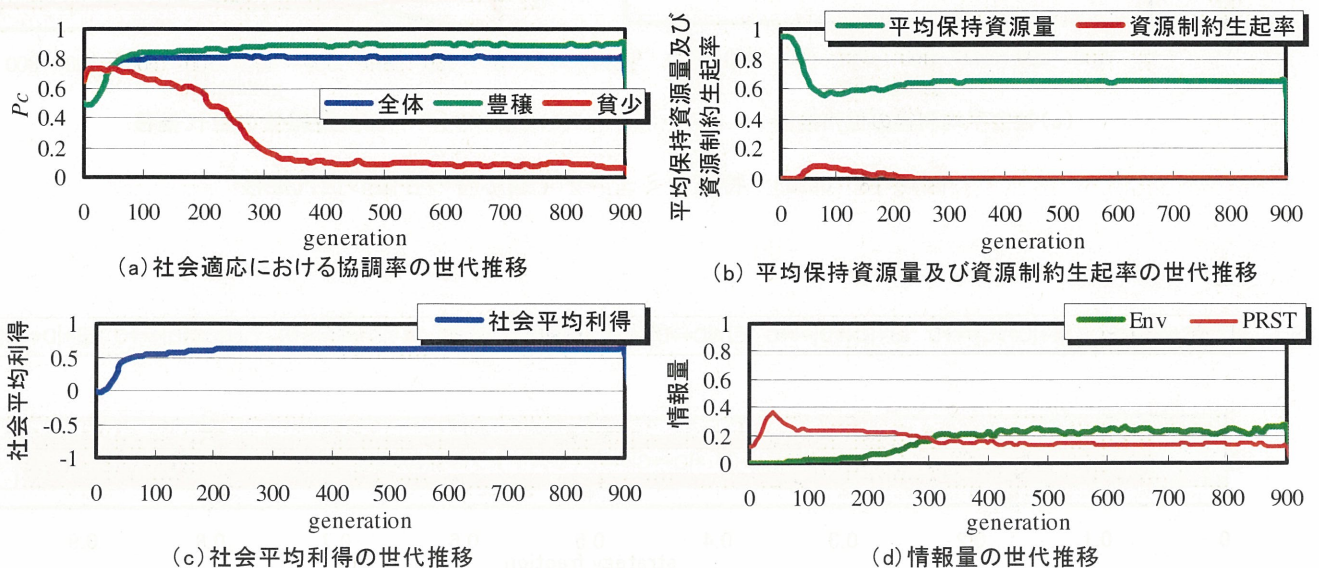 1
0.8
0.6
0.4
0.2
0
Pc
全体 豊穣 貧少
0 100 200 300 400 500 600 700 800 900
generation
(a)社会適応における協調率の世代推移
平均保持資源量 資源制約生起率
平均保持資源量及び
資源制約生起率
1
0.8
0.6
0.4
0.2
0
0 100 200 300 400 500 600 700 800 900
generation
(b) 平均保持資源量及び資源制約生起率の世代推移
社会平均利得
社会平均利得
1
0.5
0
-0.5
-1
0 100 200 300 400 500 600 700 800 900
generation
(c)社会平均利得の世代推移
Env PRST
情報量
1
0.8
0.6
0.4
0.2
0
0 100 200 300 400 500 600 700 800 900
generation
(d)情報量の世代推移